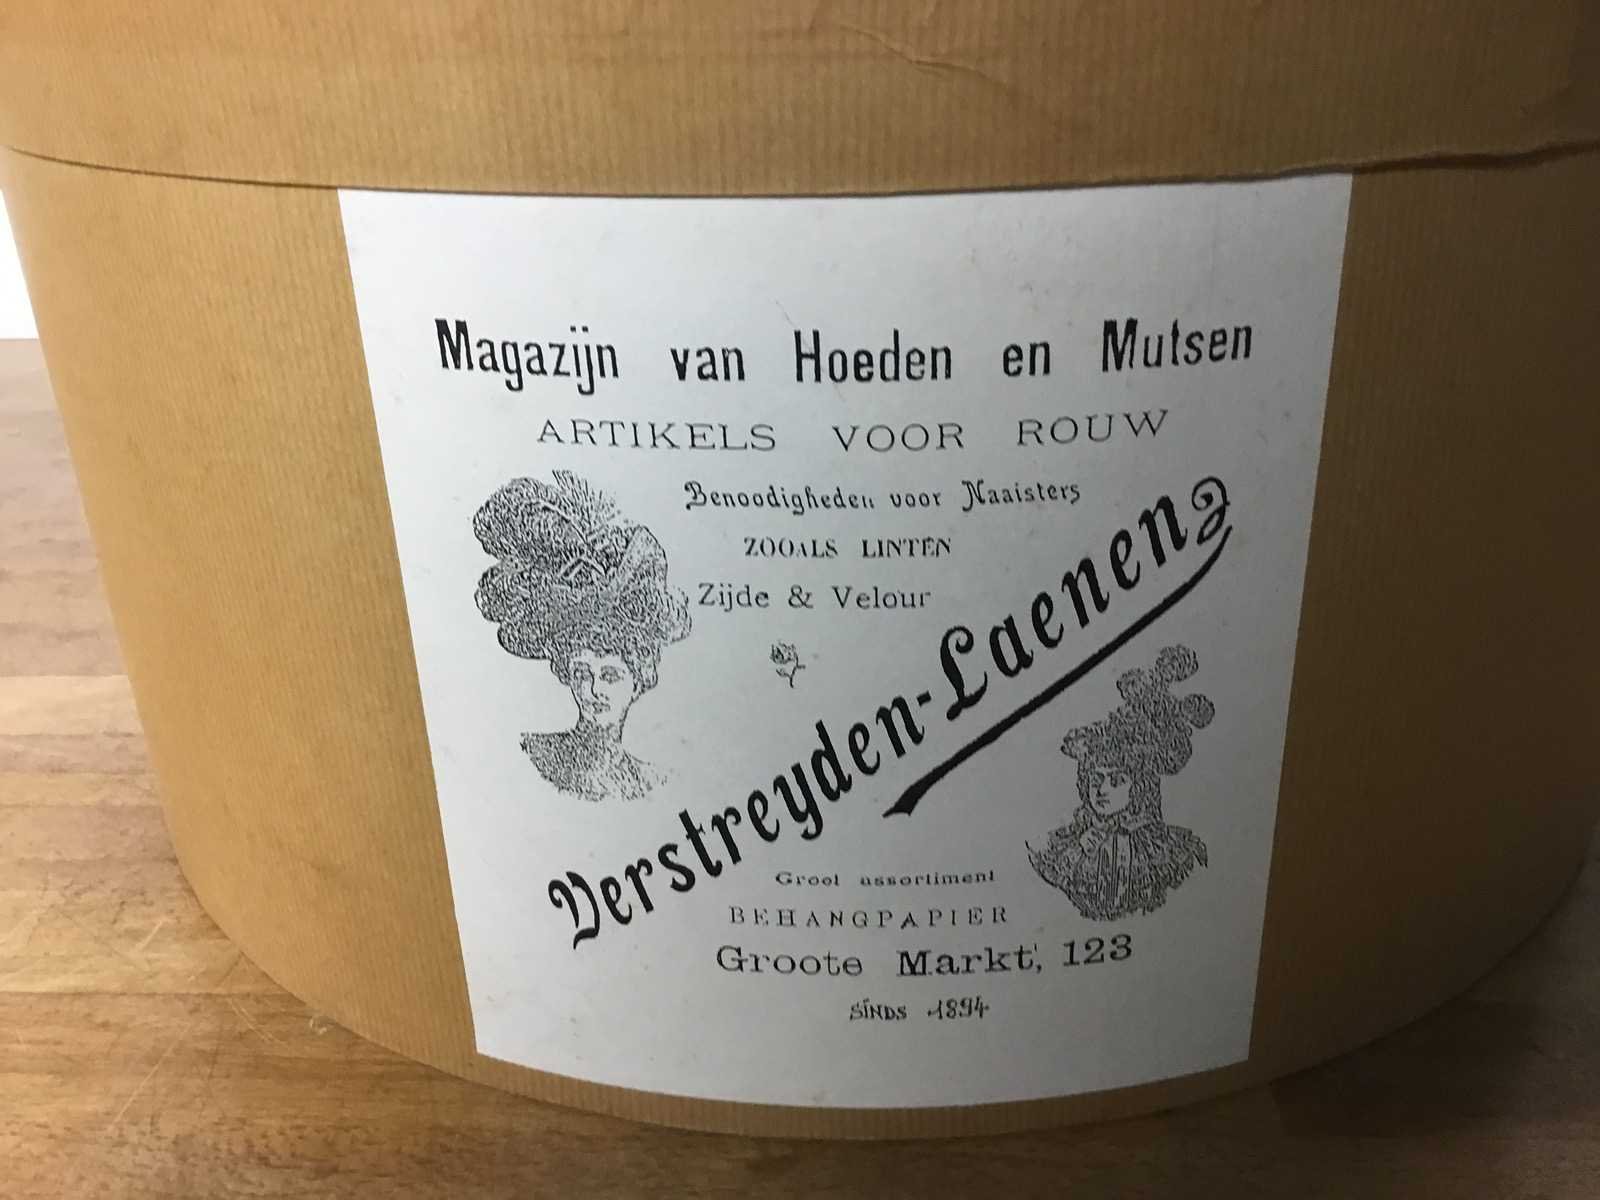 Magazijn van Hoeden en Mutsen
ARTIKELS VOOR ROUW
Benoodigheden voor Naaisters
ZOOALS LINTEN
Zijde & Velour
Verstreyden-Laenen
Groot assortiment
BEHANGPAPIER
Groote Markt, 123
SINDS 1894